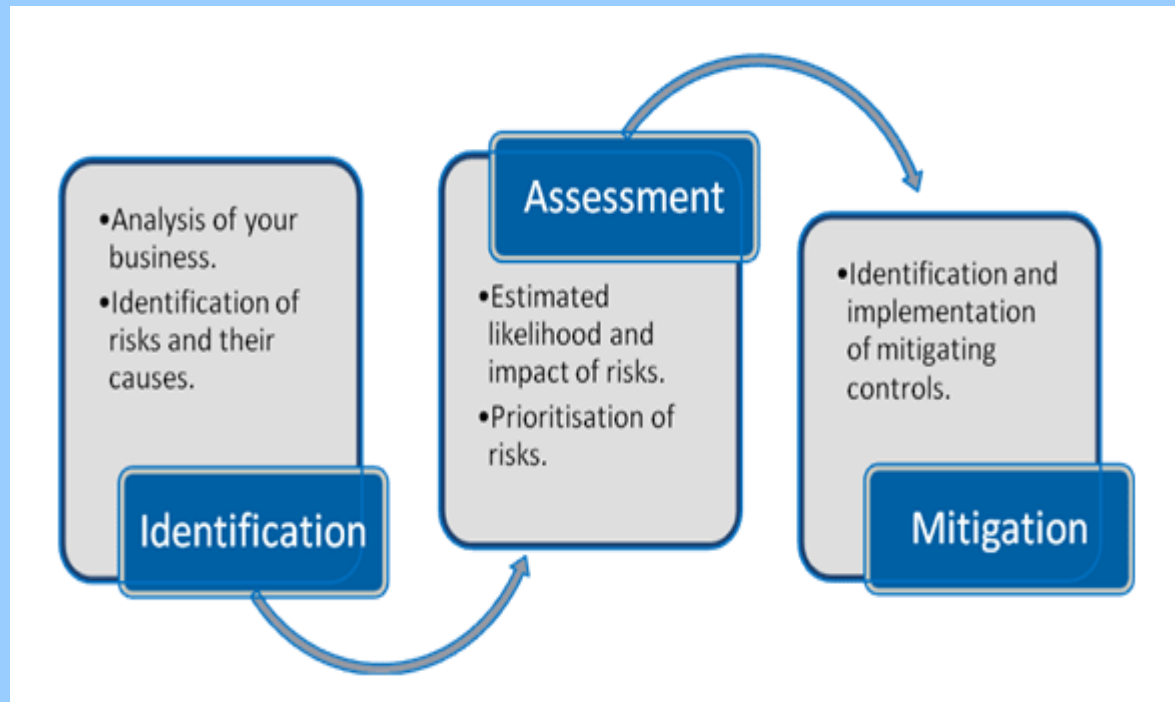 •Analysis of your
business.
•Identification of
risks and their
causes.
Identification
Assessment
•Estimated
likelihood and
impact of risks.
•Prioritisation of
risks.
•Identification and
implementation
of mitigating
controls.
Mitigation